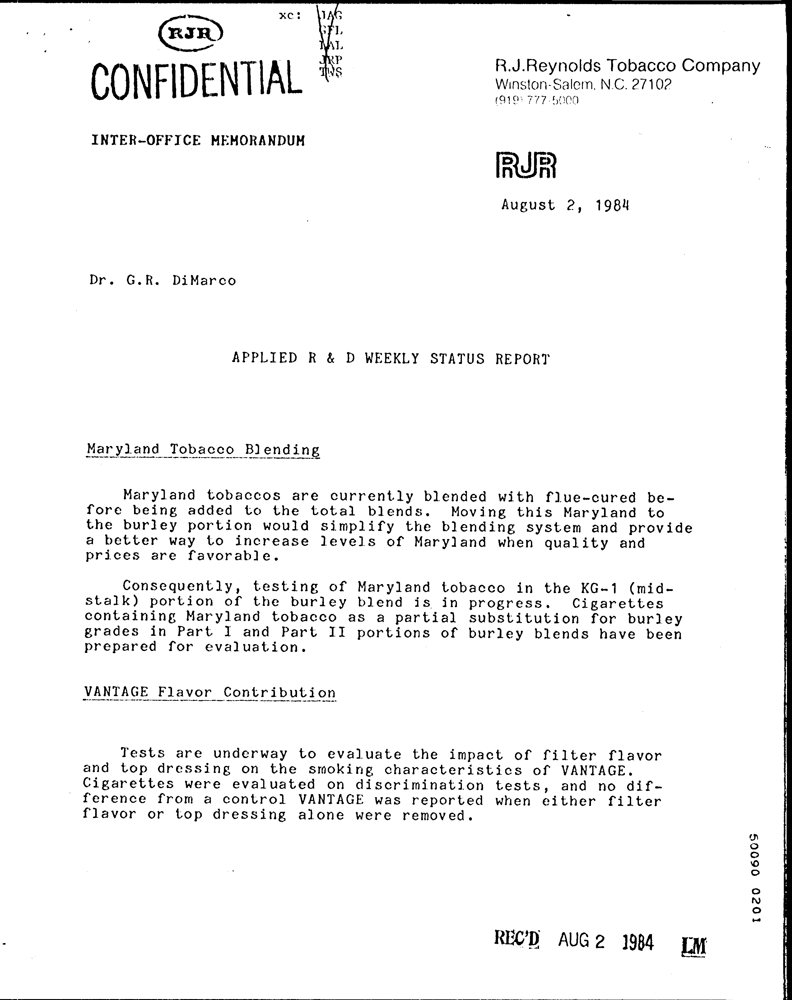 xc: JAG
GFL
LAL
JRP
TWS
RJR
CONFIDENTIAL
R.J.Reynolds Tobacco Company
Winston-Salem, N.C. 27102
(919) 777-5000
INTER-OFFICE MEMORANDUM
RJR
August 2, 1984
Dr. G.R. DiMarco
APPLIED R & D WEEKLY STATUS REPORT
Maryland Tobacco Blending
Maryland tobaccos are currently blended with flue-cured be-
fore being added to the total blends. Moving this Maryland to
the burley portion would simplify the blending system and provide
a better way to increase levels of Maryland when quality and
prices are favorable.
Consequently, testing of Maryland tobacco in the KG-1 (mid-
stalk) portion of the burley blend is in progress. Cigarettes
containing Maryland tobacco as a partial substitution for burley
grades in Part I and Part II portions of burley blends have been
prepared for evaluation.
VANTAGE Flavor Contribution
Tests are underway to evaluate the impact of filter flavor
and top dressing on the smoking characteristics of VANTAGE.
Cigarettes were evaluated on discrimination tests, and no dif-
ference from a control VANTAGE was reported when either filter
flavor or top dressing alone were removed.
50090 0201
REC'D AUG 2 1984 LM